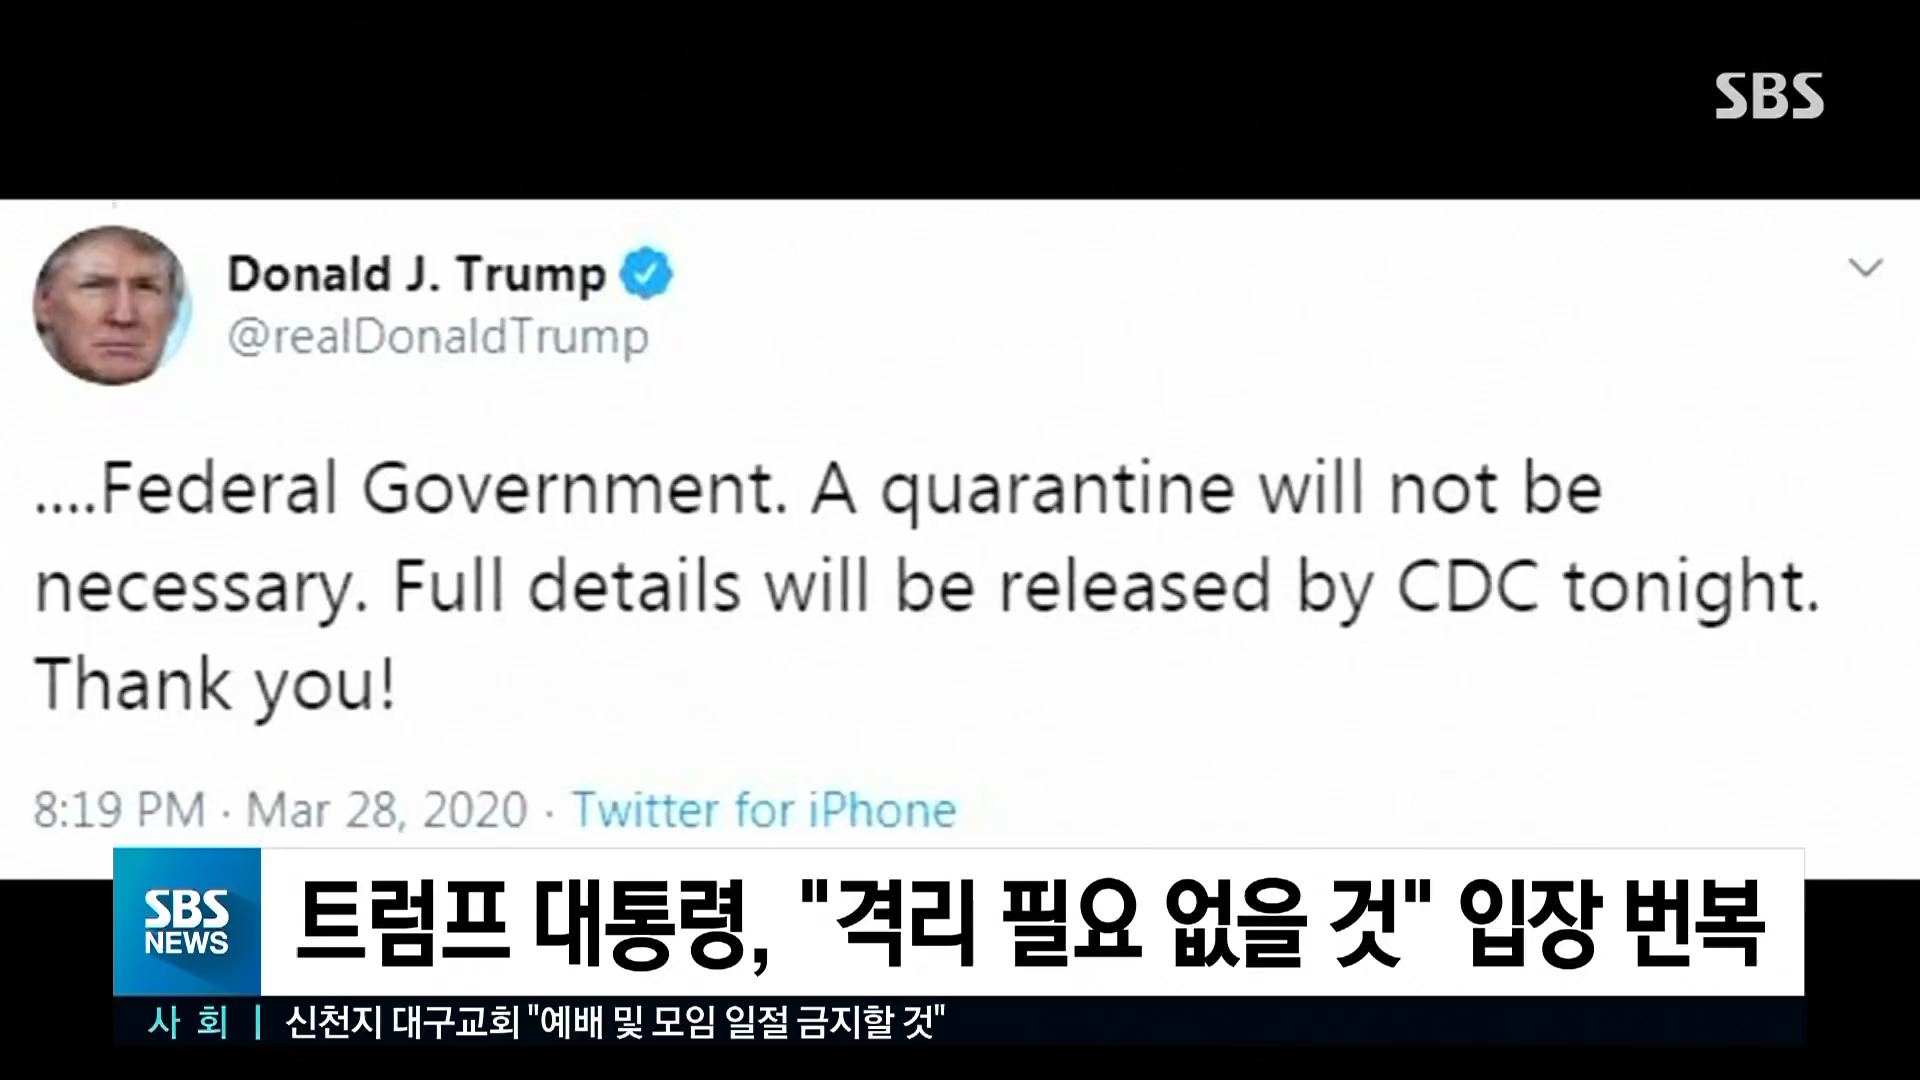 SBS
Donald J. Trump
@realDonaldTrump
....Federal Government. A quarantine will not be
necessary. Full details will be released by CDC tonight.
Thank you!
8:19 PM · Mar 28, 2020 · Twitter for iPhone
SBS
NEWS
트럼프 대통령, "격리 필요 없을 것" 입장 번복
사 회 | 신천지 대구교회 "예배 및 모임 일절 금지할 것"